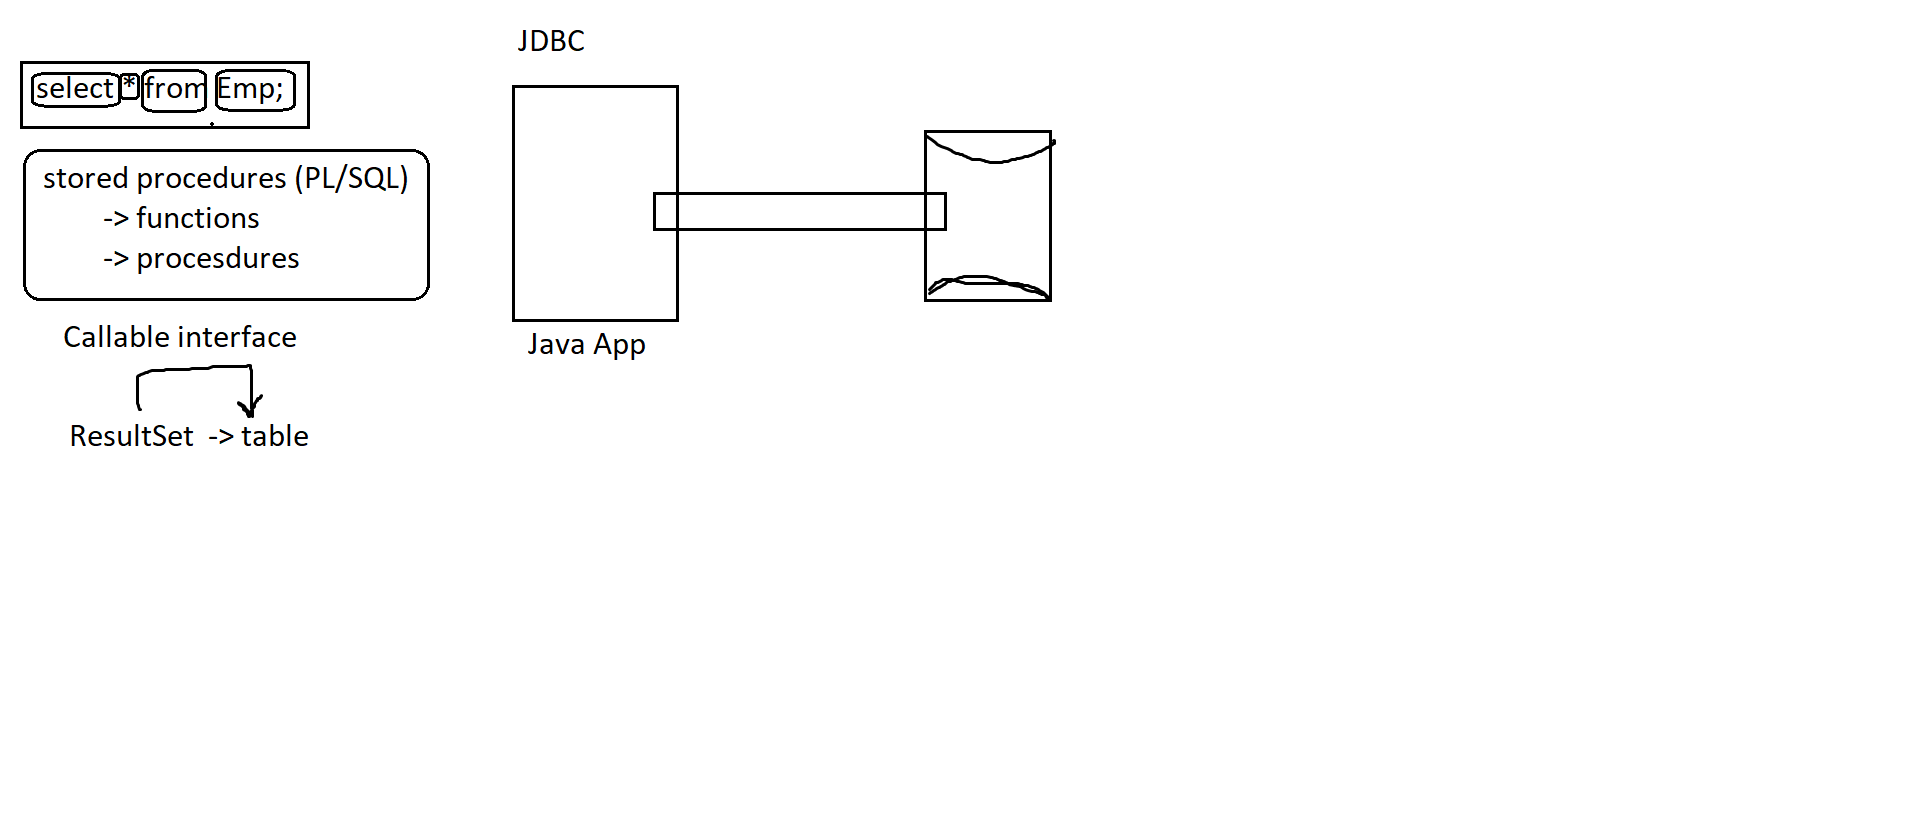 JDBC
select * from Emp;
stored procedures (PL/SQL)
-> functions
-> procesdures
Callable interface
Java App
ResultSet -> table